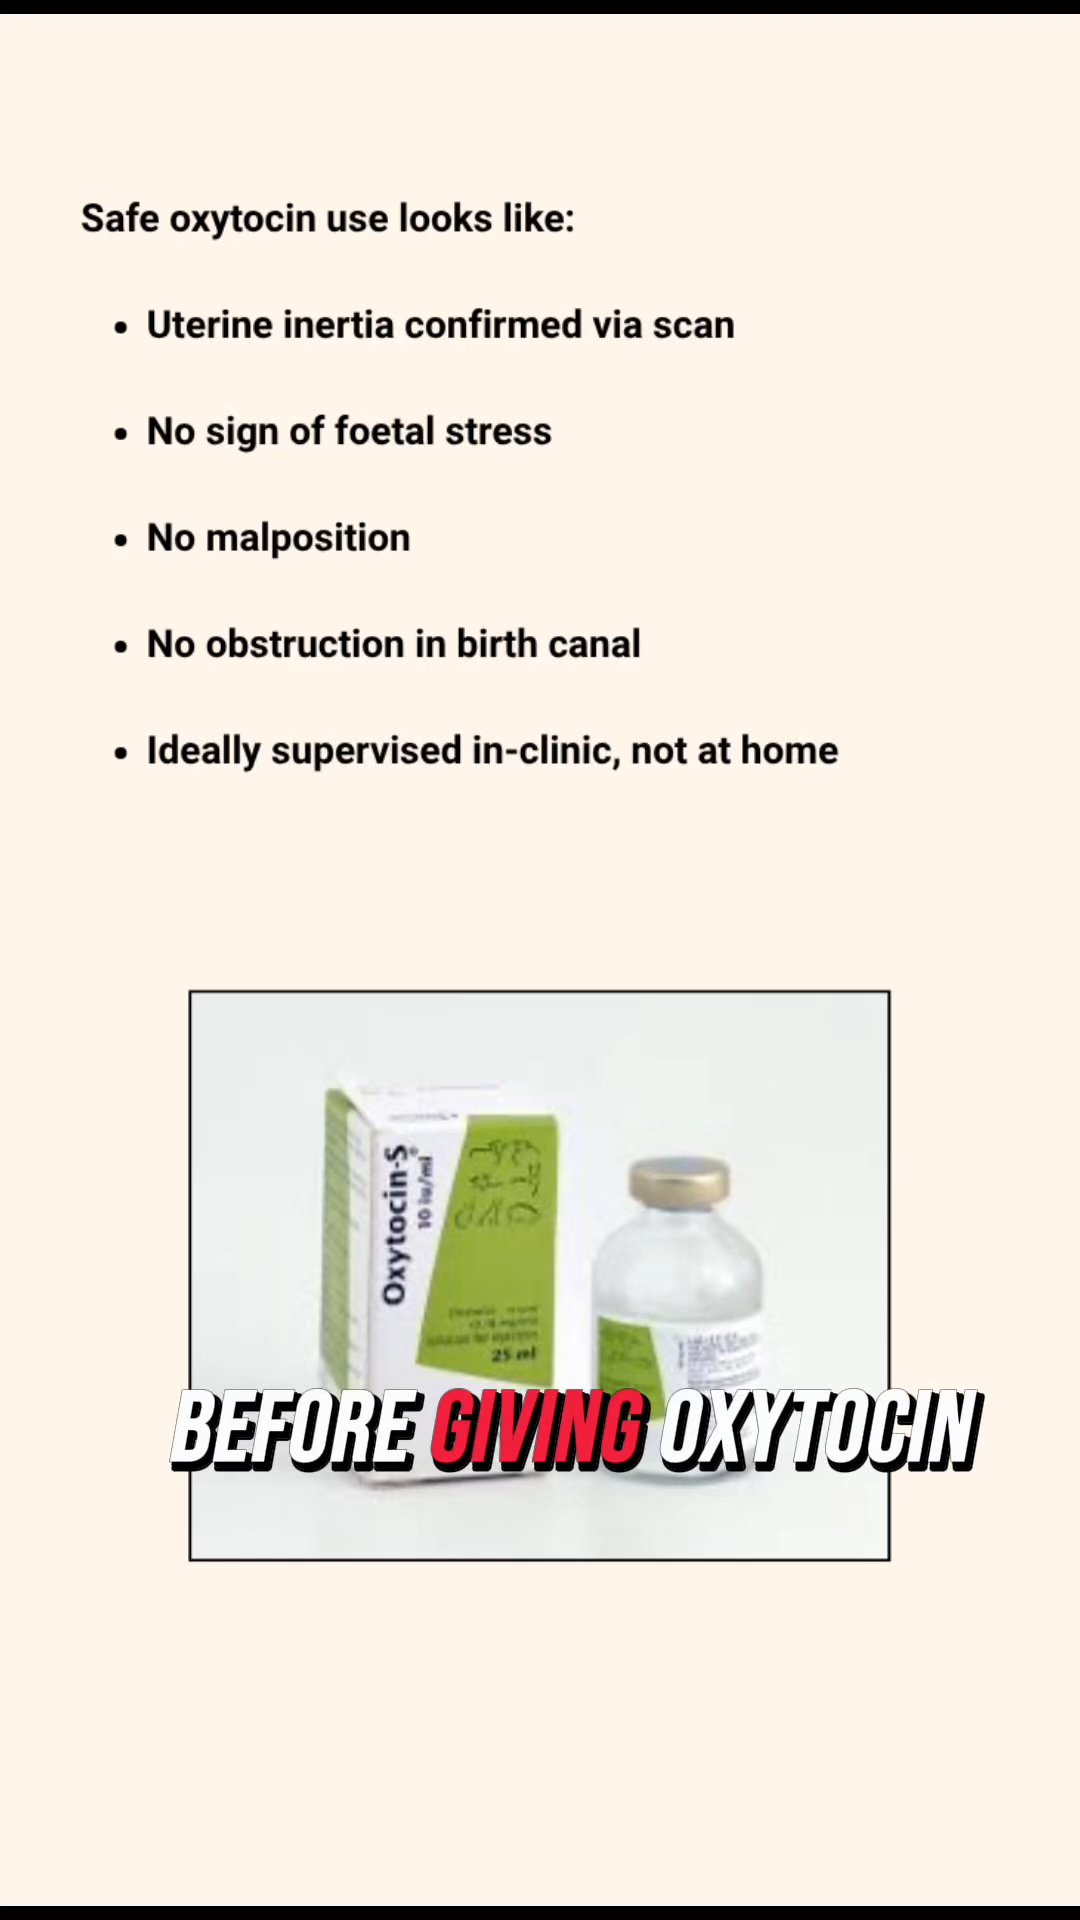 Safe oxytocin use looks like:
• Uterine inertia confirmed via scan
• No sign of foetal stress
• No malposition
• No obstruction in birth canal
• Ideally supervised in-clinic, not at home
Oxytocin-S®
10 iu/ml
25 ml
BEFORE GIVING OXYTOCIN